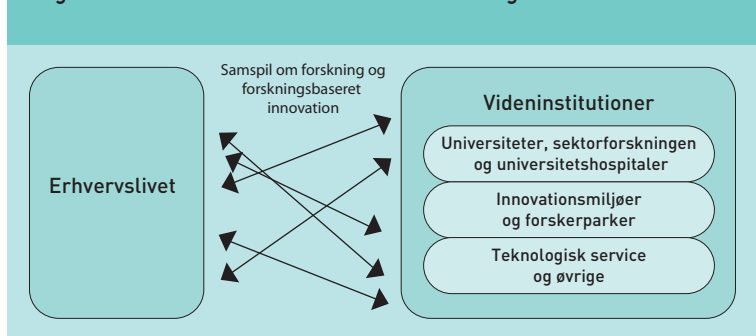 Samspil om forskning og
forskningsbaseret
innovation
Erhvervslivet
Videninstitutioner
Universiteter, sektorforskningen
og universitetshospitaler
Innovationsmiljøer
og forskerparker
Teknologisk service
og øvrige